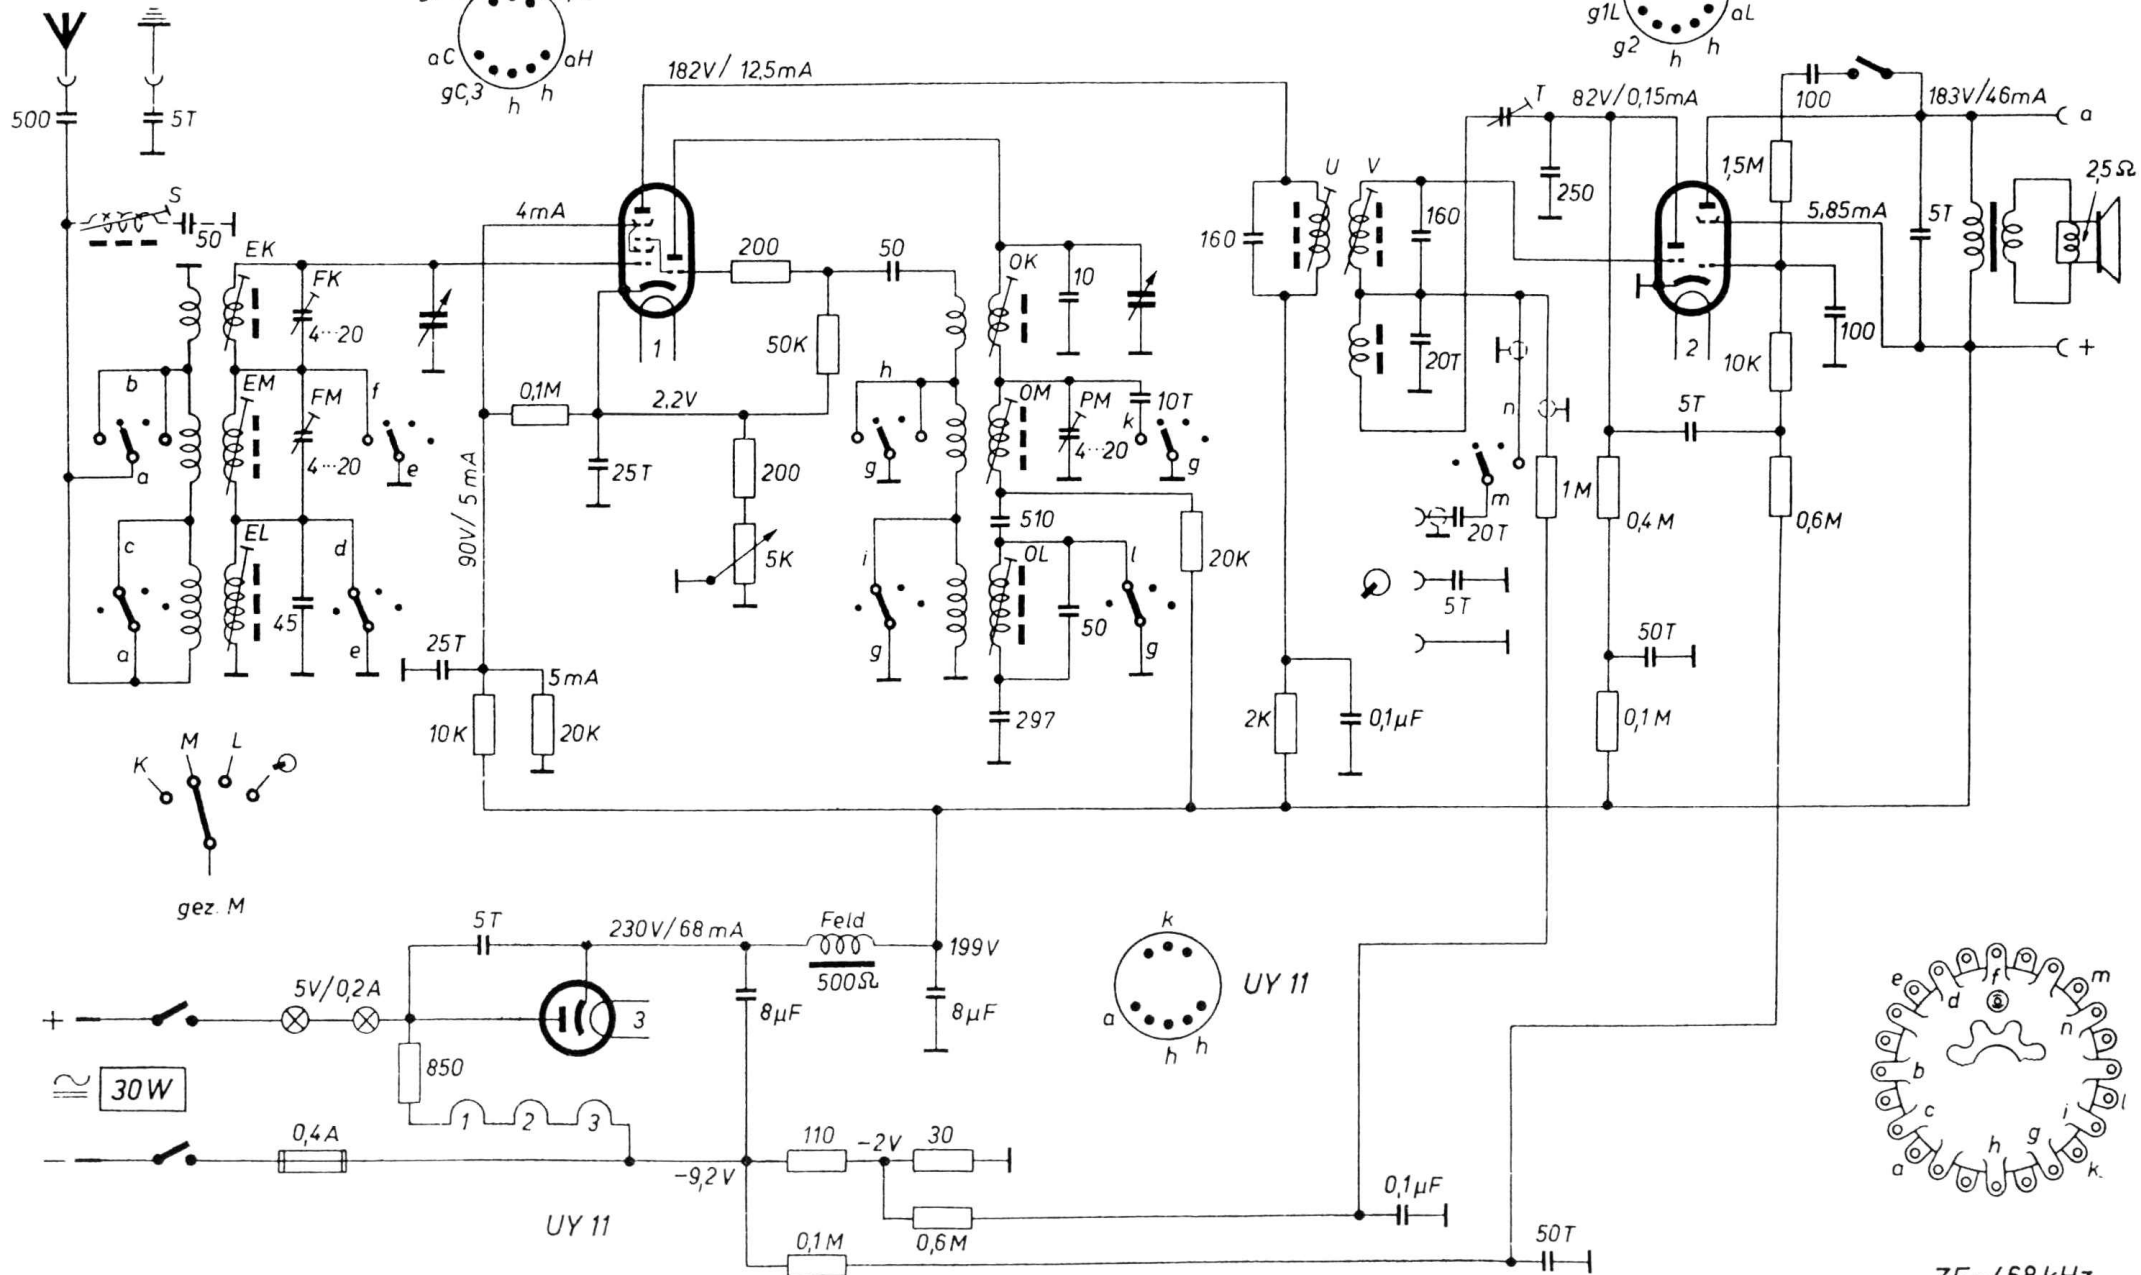 g1L
aL
g2
h
h
aC
aH
gC,3
h
h
182V/ 12,5mA
T
82V/0,15mA
100
183V/46mA
a
500
5T
S
50
4mA
200
50
U
V
160
160
250
1,5M
5,85mA
5T
2,5Ω
EK
FK
4...20
1
50K
OK
10
20T
2
100
10K
+
b
EM
FM
f
4...20
0,1M
2,2V
h
OM
PM
10T
k
4...20
n
5T
a
e
25T
200
g
g
m
1M
0,4M
0,6M
90V/ 5mA
510
20T
c
EL
d
5K
i
OL
l
20K
45
50
5T
a
e
25T
5mA
g
g
50T
10K
20K
297
2K
0,1µF
0,1M
K
M
L
gez. M
5T
230V/68mA
Feld
199V
k
500Ω
UY 11
5V/0,2A
8µF
8µF
+
3
a
h
h
850
≂
30W
1
2
3
0,4A
110
-2V
30
–
-9,2V
0,1µF
UY 11
0,6M
0,1M
50T
e
d
f
m
n
b
l
c
i
a
h
g
k.
ZF=468kHz